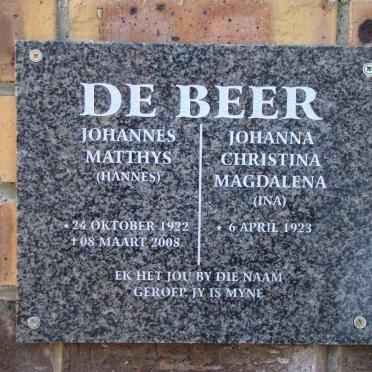 DE BEER
JOHANNES
MATTHYS
(HANNES)
* 24 OKTOBER 1922
† 08 MAART 2008
JOHANNA
CHRISTINA
MAGDALENA
(INA)
* 6 APRIL 1923
EK HET JOU BY DIE NAAM
GEROEP, JY IS MYNE